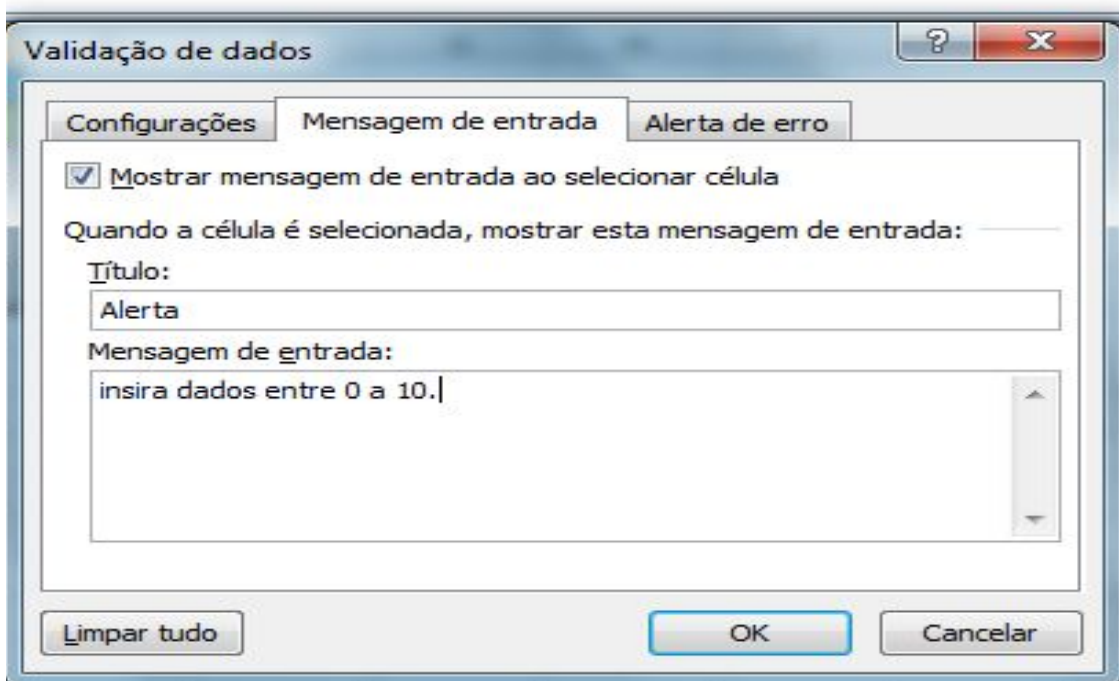 Validação de dados
Configurações Mensagem de entrada Alerta de erro
Mostrar mensagem de entrada ao selecionar célula
Quando a célula é selecionada, mostrar esta mensagem de entrada:
Título:
Alerta
Mensagem de entrada:
insira dados entre 0 a 10.
Limpar tudo OK Cancelar